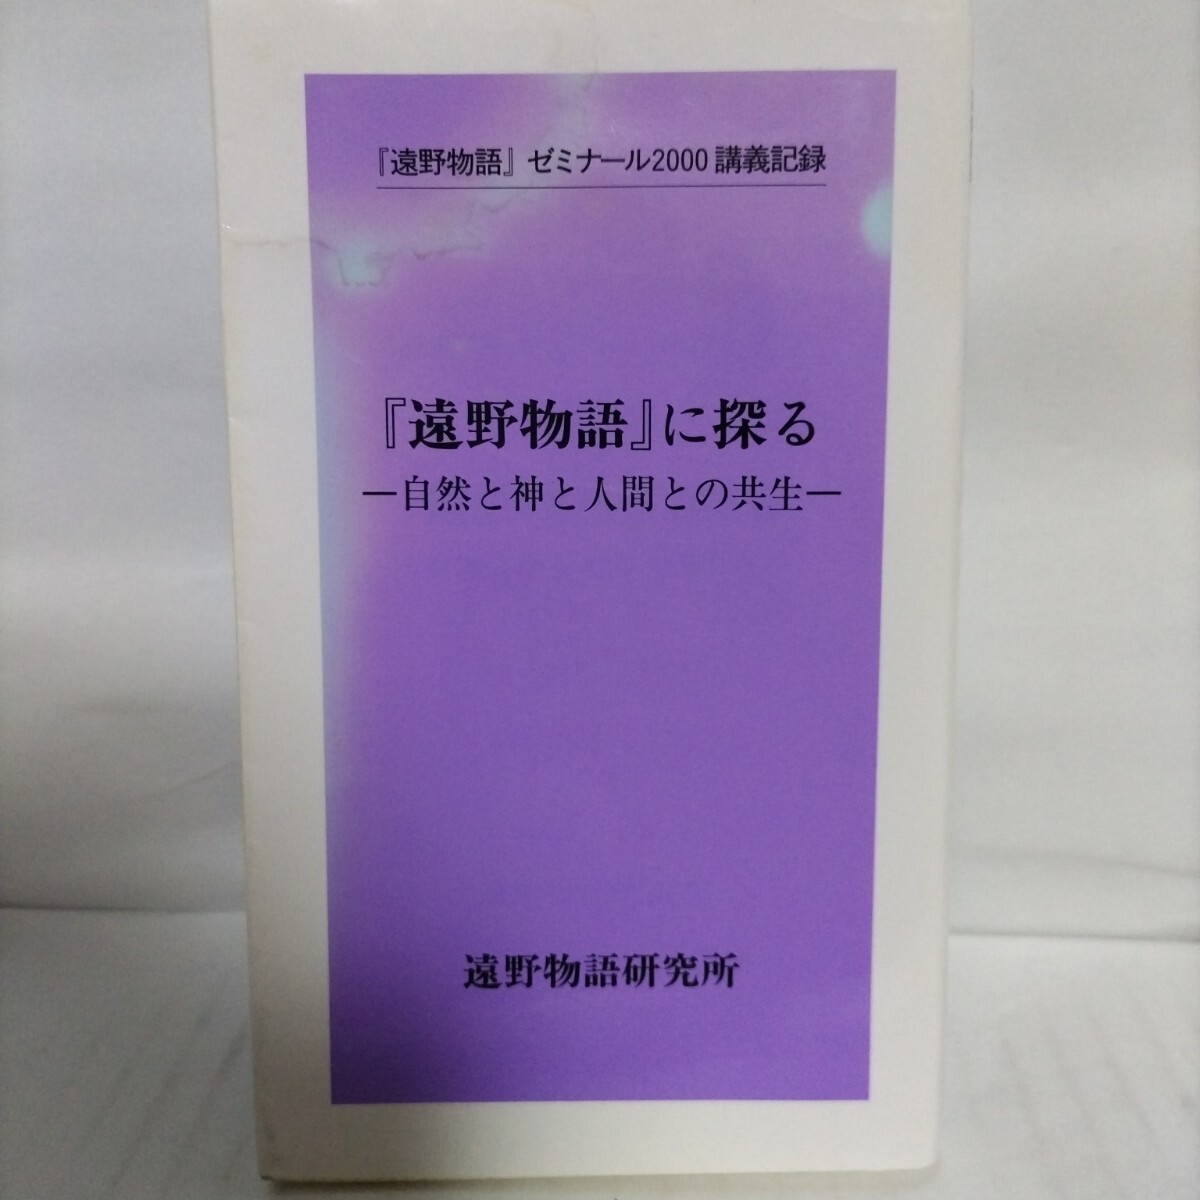 『遠野物語』ゼミナール2000 講義記録
『遠野物語』に探る
―自然と神と人間との共生―
遠野物語研究所